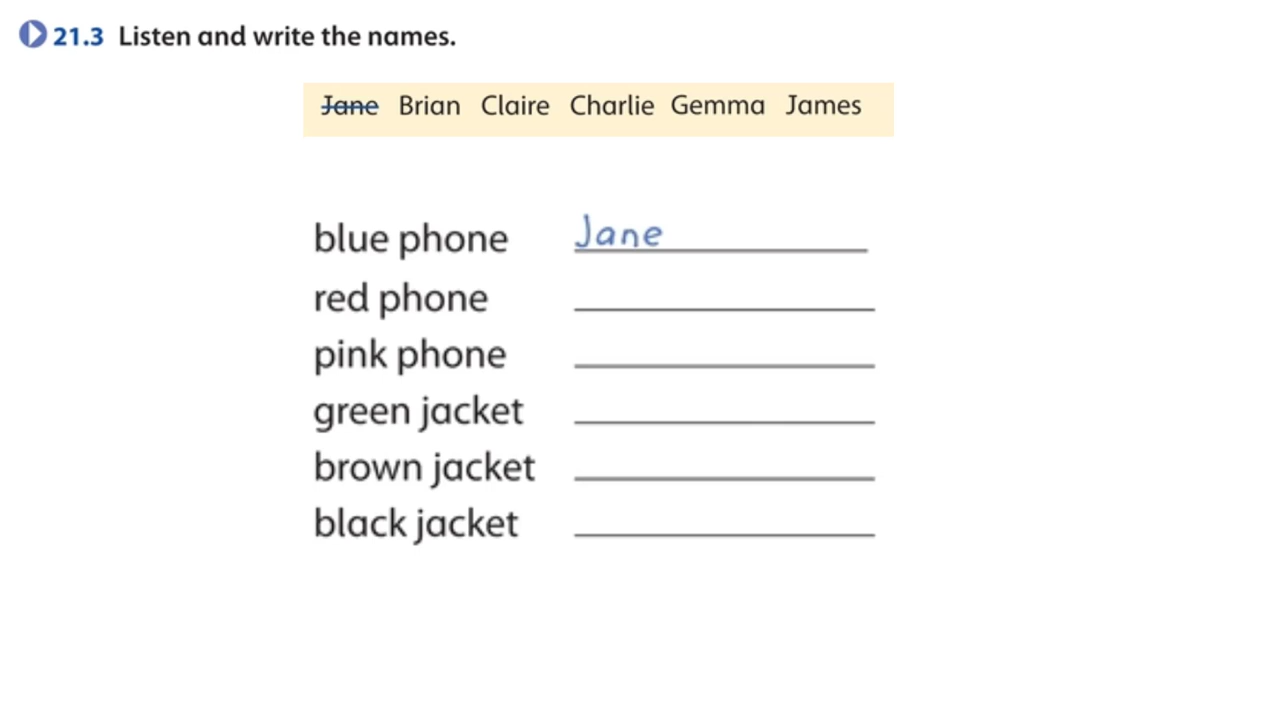 21.3 Listen and write the names.
Jane Brian Claire Charlie Gemma James
blue phone Jane
red phone
pink phone
green jacket
brown jacket
black jacket